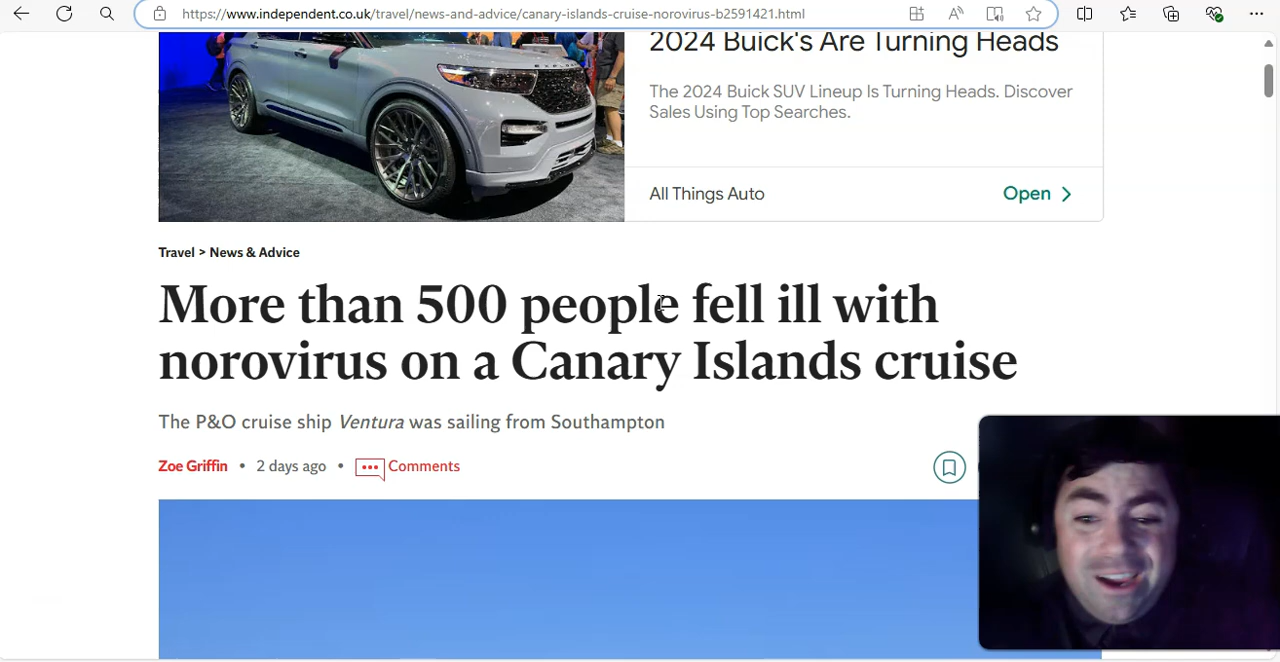 https://www.independent.co.uk/travel/news-and-advice/canary-islands-cruise-norovirus-b2591421.html
2024 Buick's Are Turning Heads
The 2024 Buick SUV Lineup Is Turning Heads. Discover
Sales Using Top Searches.
All Things Auto
Open
Travel > News & Advice
More than 500 people fell ill with
norovirus on a Canary Islands cruise
The P&O cruise ship Ventura was sailing from Southampton
Zoe Griffin • 2 days ago • Comments